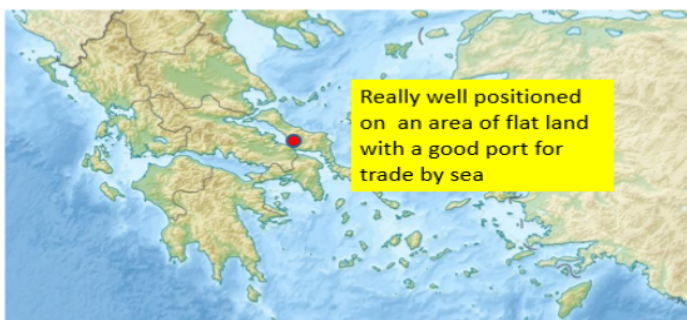 Really well positioned
on an area of flat land
with a good port for
trade by sea